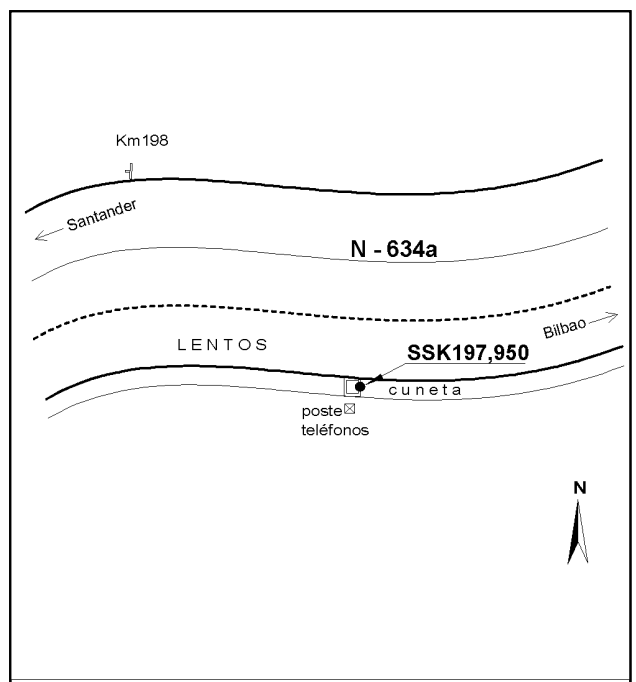 Km198
Santander
N - 634a
Bilbao
LENTOS
SSK197,950
cuneta
poste
teléfonos
N